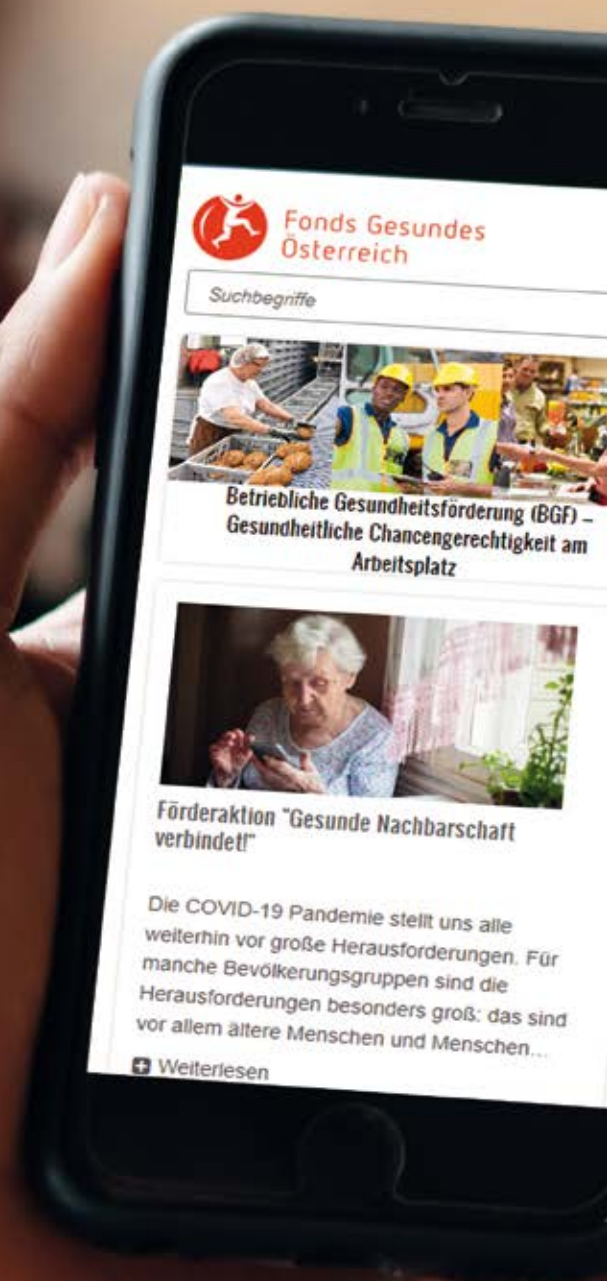 Fonds Gesundes
Österreich
Suchbegriffe
Betriebliche Gesundheitsförderung (BGF) –
Gesundheitliche Chancengerechtigkeit am
Arbeitsplatz
Förderaktion "Gesunde Nachbarschaft
verbindet!"
Die COVID-19 Pandemie stellt uns alle
weiterhin vor große Herausforderungen. Für
manche Bevölkerungsgruppen sind die
Herausforderungen besonders groß: das sind
vor allem ältere Menschen und Menschen...
Weiterlesen